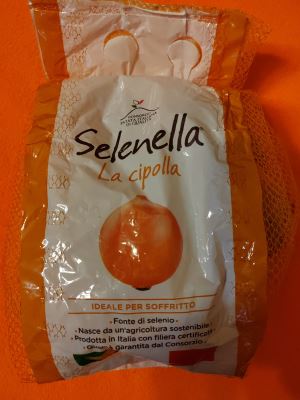 Selenella
La cipolla
IDEALE PER SOFFRITTO
• Fonte di selenio •
• Nasce da un'agricoltura sostenibile •
• Prodotta in Italia con filiera certificata •
garantita dal Consorzio •